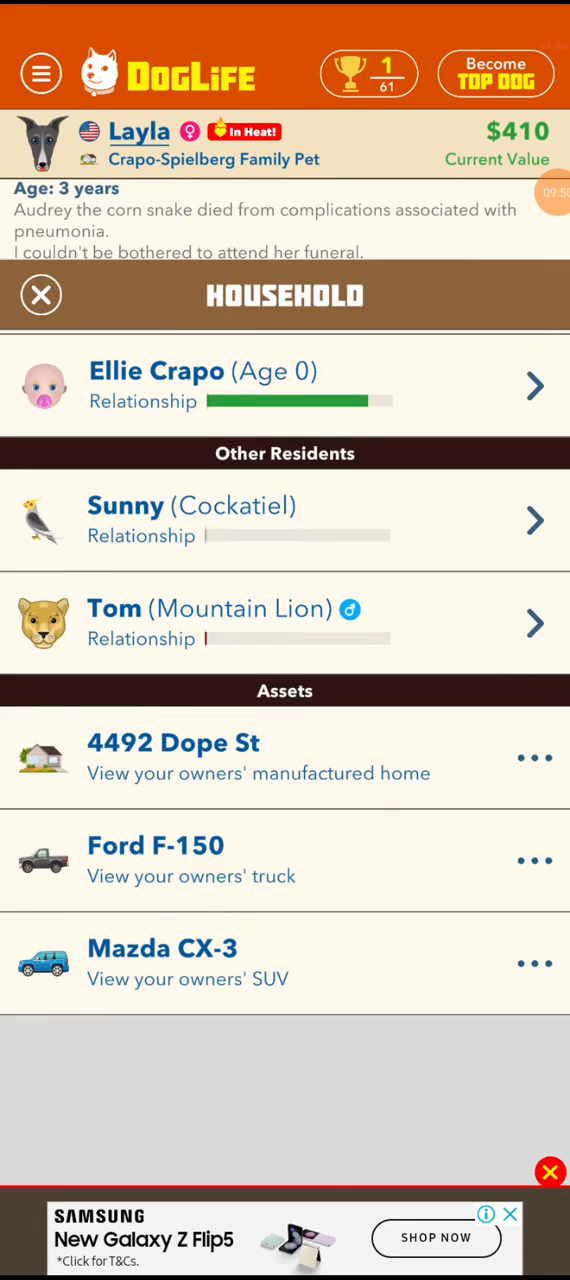 DOGLIFE
1
61
Become
TOP DOG
Layla
In Heat!
$410
Crapo-Spielberg Family Pet
Current Value
Age: 3 years
09:50
Audrey the corn snake died from complications associated with
pneumonia.
I couldn't be bothered to attend her funeral.
HOUSEHOLD
Ellie Crapo (Age 0)
Relationship
Other Residents
Sunny (Cockatiel)
Relationship
Tom (Mountain Lion)
Relationship
Assets
4492 Dope St
View your owners' manufactured home
Ford F-150
View your owners' truck
Mazda CX-3
View your owners' SUV
SAMSUNG
New Galaxy Z Flip5
*Click for T&Cs.
SHOP NOW